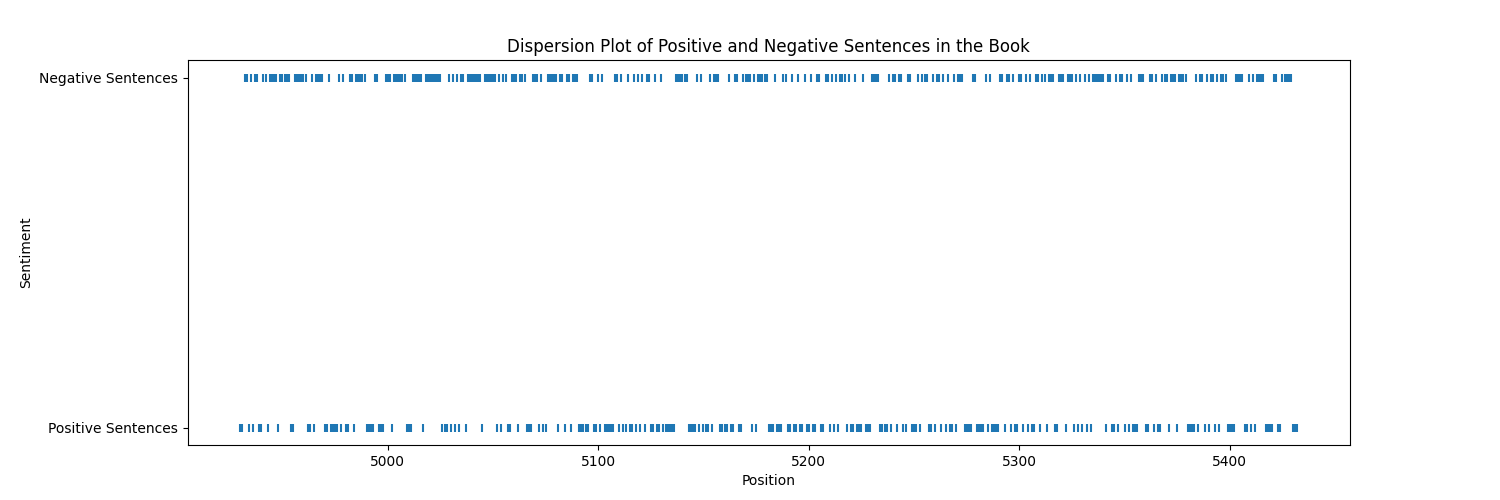 Dispersion Plot of Positive and Negative Sentences in the Book
Negative Sentences
Sentiment
Positive Sentences
5000 5100 5200 5300 5400
Position